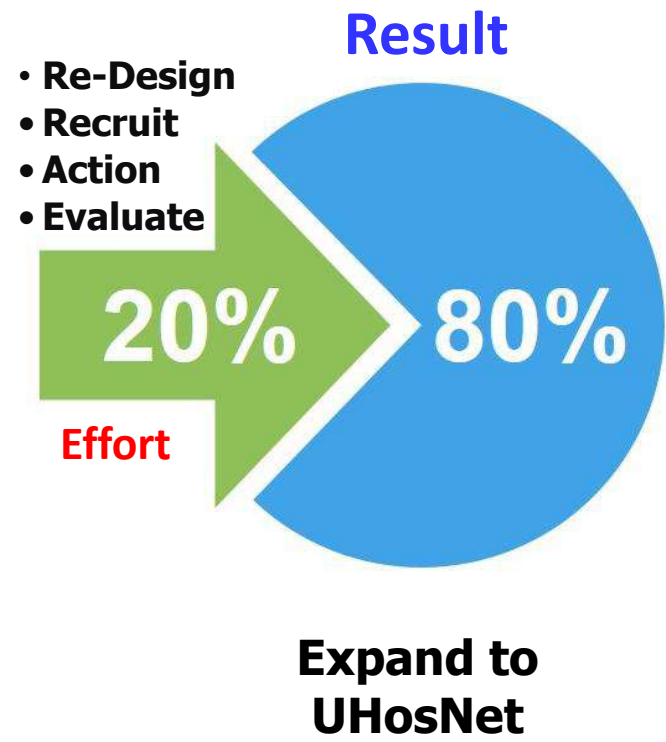 Result
• Re-Design
• Recruit
• Action
• Evaluate
20%
80%
Effort
Expand to
UHosNet